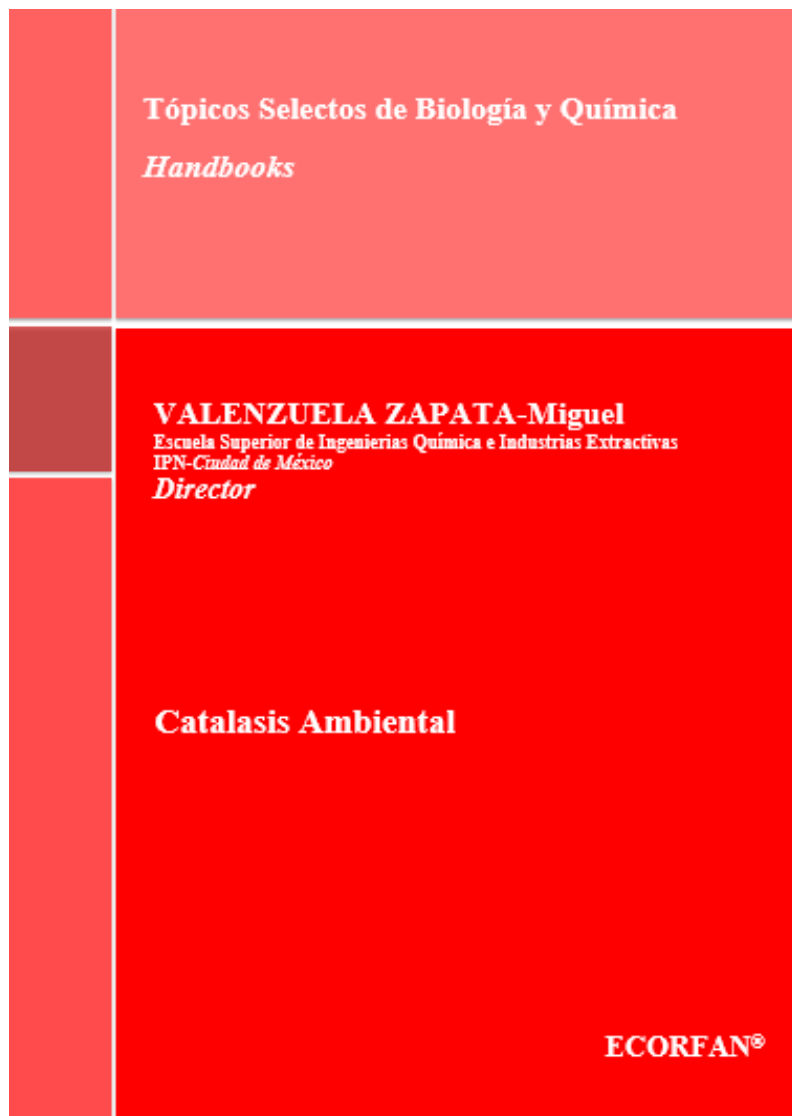 Tópicos Selectos de Biología y Química
Handbooks
VALENZUELA ZAPATA-Miguel
Escuela Superior de Ingenierias Química e Industrias Extractivas
IPN-Ciudad de México
Director
Catalasis Ambiental
ECORFAN®